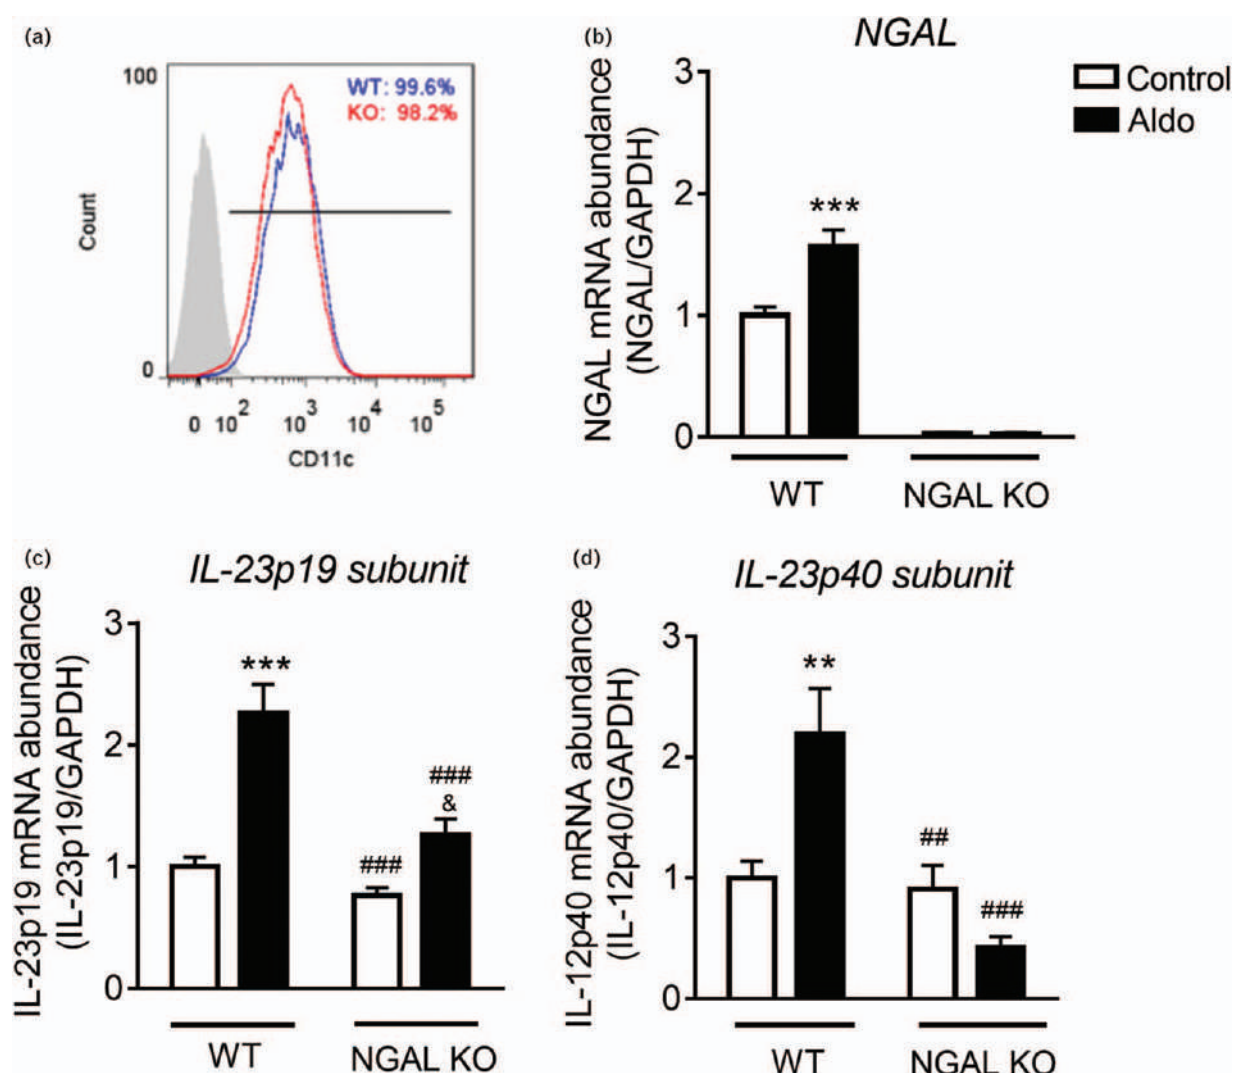 (a)
100
WT: 99.6%
KO: 98.2%
Count
0
0 10^2 10^3 10^4 10^5
CD11c
(b)
NGAL
Control
Aldo
NGAL mRNA abundance
(NGAL/GAPDH)
3
2
1
0
***
WT
NGAL KO
(c)
IL-23p19 subunit
IL-23p19 mRNA abundance
(IL-23p19/GAPDH)
3
2
1
0
***
###
###
&
WT
NGAL KO
(d)
IL-23p40 subunit
IL-12p40 mRNA abundance
(IL-12p40/GAPDH)
3
2
1
0
**
##
###
WT
NGAL KO